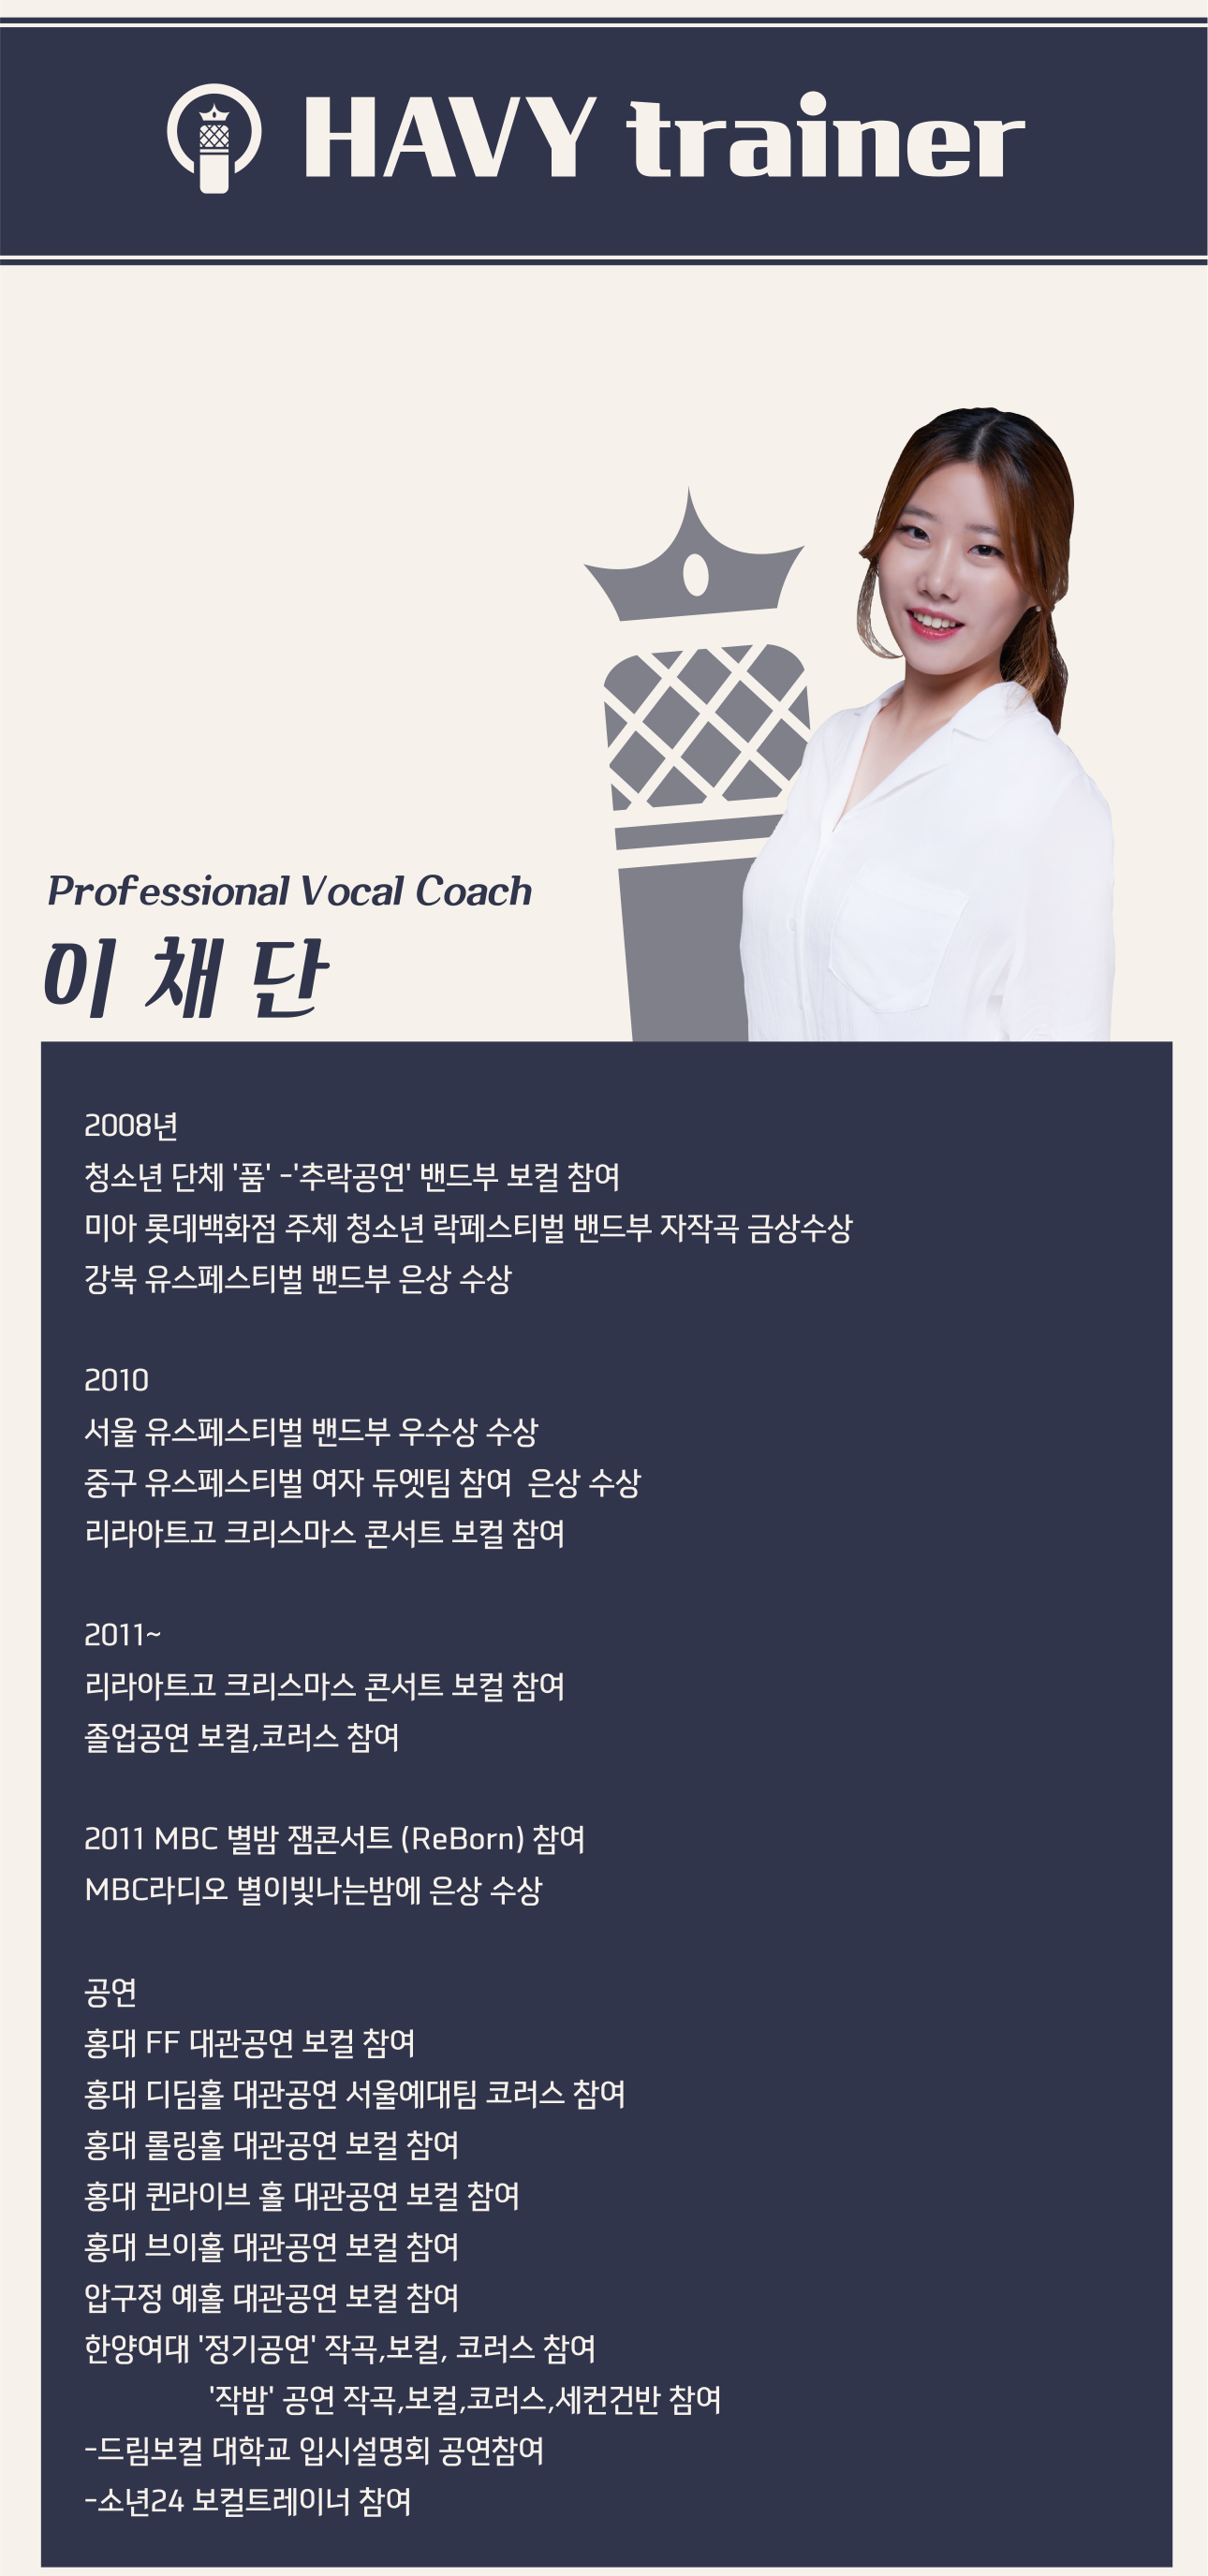 HAVY trainer
Professional Vocal Coach
이 채 단
2008년
청소년 단체 '품' -'추락공연' 밴드부 보컬 참여
미아 롯데백화점 주체 청소년 락페스티벌 밴드부 자작곡 금상수상
강북 유스페스티벌 밴드부 은상 수상
2010
서울 유스페스티벌 밴드부 우수상 수상
중구 유스페스티벌 여자 듀엣팀 참여  은상 수상
리라아트고 크리스마스 콘서트 보컬 참여
2011~
리라아트고 크리스마스 콘서트 보컬 참여
졸업공연 보컬,코러스 참여
2011 MBC 별밤 잼콘서트 (ReBorn) 참여
MBC라디오 별이빛나는밤에 은상 수상
공연
홍대 FF 대관공연 보컬 참여
홍대 디딤홀 대관공연 서울예대팀 코러스 참여
홍대 롤링홀 대관공연 보컬 참여
홍대 퀸라이브 홀 대관공연 보컬 참여
홍대 브이홀 대관공연 보컬 참여
압구정 예홀 대관공연 보컬 참여
한양여대 '정기공연' 작곡,보컬, 코러스 참여
'작밤' 공연 작곡,보컬,코러스,세컨건반 참여
-드림보컬 대학교 입시설명회 공연참여
-소년24 보컬트레이너 참여